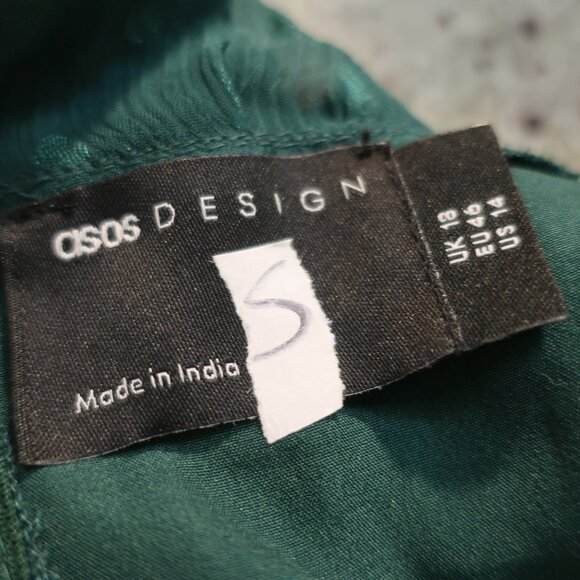 asos DESIGN
S
Made in India
UK 18
EU 46
US 14